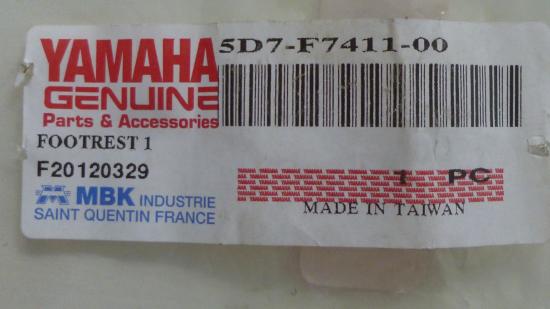 YAMAHA
GENUINE
Parts & Accessories
5D7-F7411-00
FOOTREST 1
F20120329
1 PC
MBK INDUSTRIE
SAINT QUENTIN FRANCE
MADE IN TAIWAN